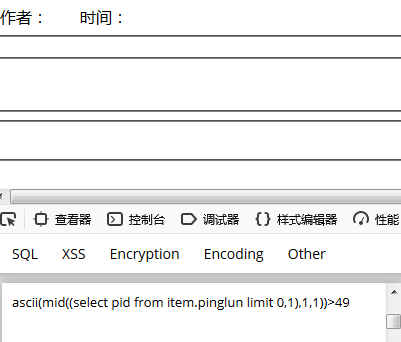 作者： 时间：
查看器 控制台 调试器 样式编辑器 性能
SQL XSS Encryption Encoding Other
ascii(mid((select pid from item.pinglun limit 0,1),1,1))>49